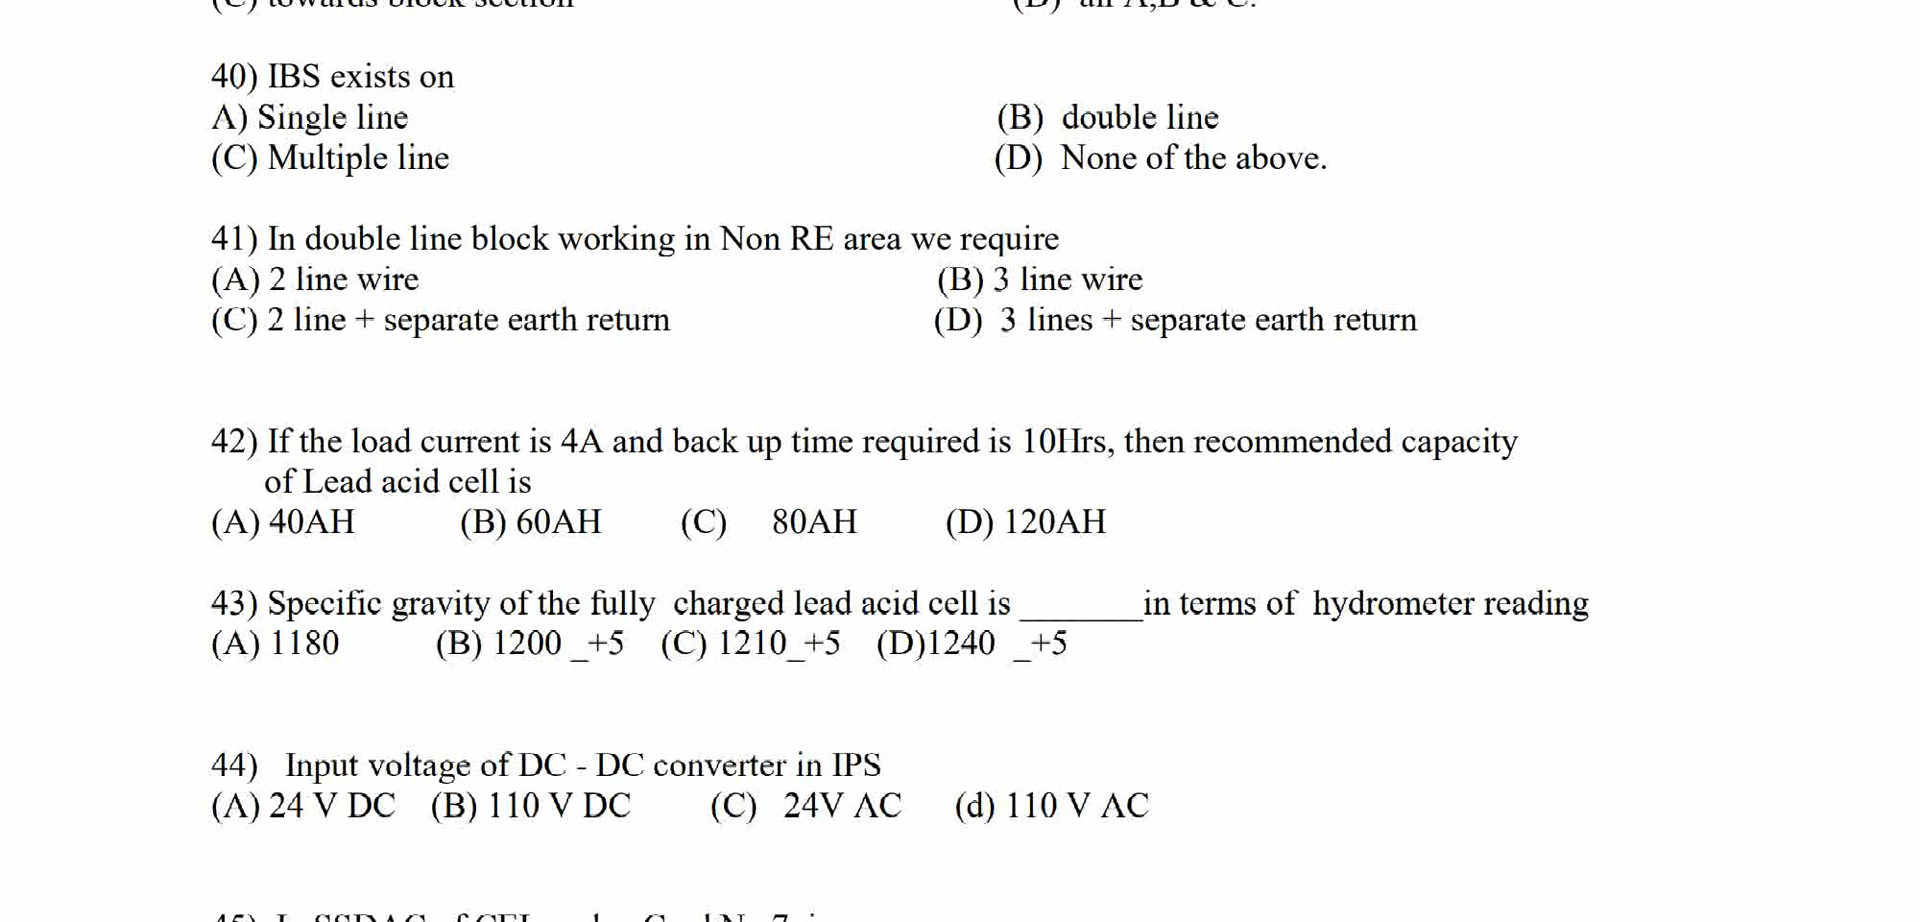 40) IBS exists on
A) Single line (B) double line
(C) Multiple line (D) None of the above.
41) In double line block working in Non RE area we require
(A) 2 line wire (B) 3 line wire
(C) 2 line + separate earth return (D) 3 lines + separate earth return
42) If the load current is 4A and back up time required is 10Hrs, then recommended capacity
of Lead acid cell is
(A) 40AH (B) 60AH (C) 80AH (D) 120AH
43) Specific gravity of the fully charged lead acid cell is _______in terms of hydrometer reading
(A) 1180 (B) 1200 _+5 (C) 1210_+5 (D)1240 _+5
44) Input voltage of DC - DC converter in IPS
(A) 24 V DC (B) 110 V DC (C) 24V AC (d) 110 V AC